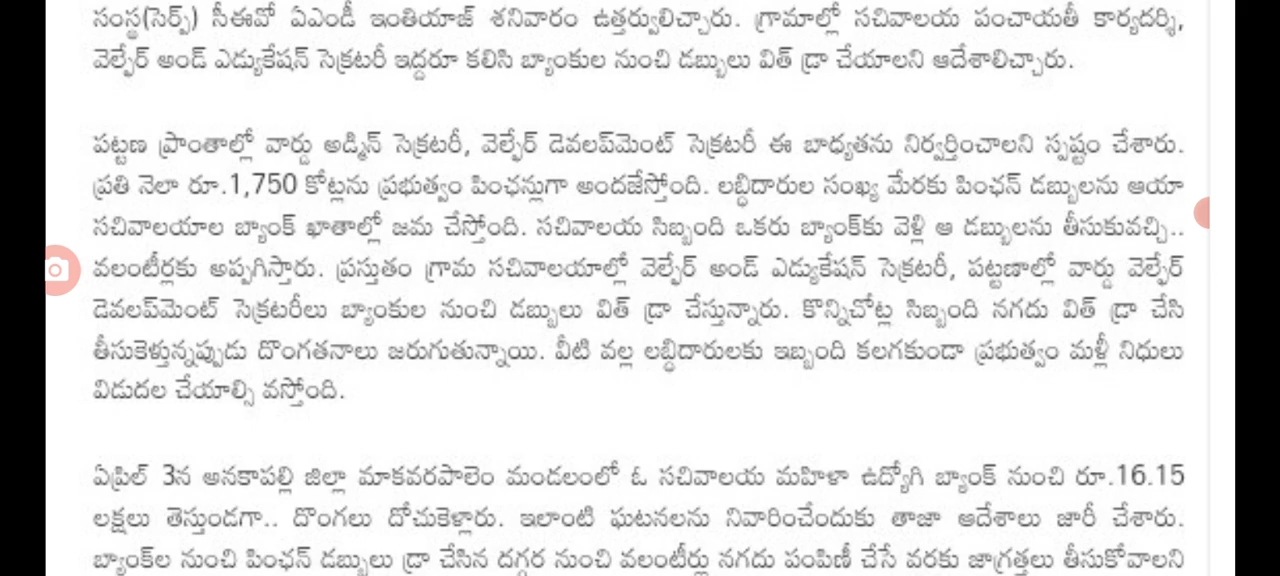 సంస్థ(సెర్ప్) సీఈవో ఏఎండీ ఇంతియాజ్ శనివారం ఉత్తర్వులిచ్చారు. గ్రామాల్లో సచివాలయ పంచాయతీ కార్యదర్శి,
వెల్ఫేర్ అండ్ ఎడ్యుకేషన్ సెక్రటరీ ఇద్దరూ కలిసి బ్యాంకుల నుంచి డబ్బులు విత్ డ్రా చేయాలని ఆదేశాలిచ్చారు.
పట్టణ ప్రాంతాల్లో వార్డు అడ్మిన్ సెక్రటరీ, వెల్ఫేర్ డెవలప్‌మెంట్ సెక్రటరీ ఈ బాధ్యతను నిర్వర్తించాలని స్పష్టం చేశారు.
ప్రతి నెలా రూ.1,750 కోట్లను ప్రభుత్వం పింఛన్లుగా అందజేస్తోంది. లబ్ధిదారుల సంఖ్య మేరకు పింఛన్ డబ్బులను ఆయా
సచివాలయాల బ్యాంక్ ఖాతాల్లో జమ చేస్తోంది. సచివాలయ సిబ్బంది ఒకరు బ్యాంక్‌కు వెళ్లి ఆ డబ్బులను తీసుకువచ్చి..
వలంటీర్లకు అప్పగిస్తారు. ప్రస్తుతం గ్రామ సచివాలయాల్లో వెల్ఫేర్ అండ్ ఎడ్యుకేషన్ సెక్రటరీ, పట్టణాల్లో వార్డు వెల్ఫేర్
డెవలప్‌మెంట్ సెక్రటరీలు బ్యాంకుల నుంచి డబ్బులు విత్ డ్రా చేస్తున్నారు. కొన్నిచోట్ల సిబ్బంది నగదు విత్ డ్రా చేసి
తీసుకెళ్తున్నప్పుడు దొంగతనాలు జరుగుతున్నాయి. వీటి వల్ల లబ్ధిదారులకు ఇబ్బంది కలగకుండా ప్రభుత్వం మళ్లీ నిధులు
విడుదల చేయాల్సి వస్తోంది.
ఏప్రిల్ 3న అనకాపల్లి జిల్లా మాకవరపాలెం మండలంలో ఓ సచివాలయ మహిళా ఉద్యోగి బ్యాంక్ నుంచి రూ.16.15
లక్షలు తెస్తుండగా.. దొంగలు దోచుకెళ్లారు. ఇలాంటి ఘటనలను నివారించేందుకు తాజా ఆదేశాలు జారీ చేశారు.
బ్యాంక్‌ల నుంచి పింఛన్ డబ్బులు డ్రా చేసిన దగ్గర నుంచి వలంటీర్లు నగదు పంపిణీ చేసే వరకు జాగ్రత్తలు తీసుకోవాలని